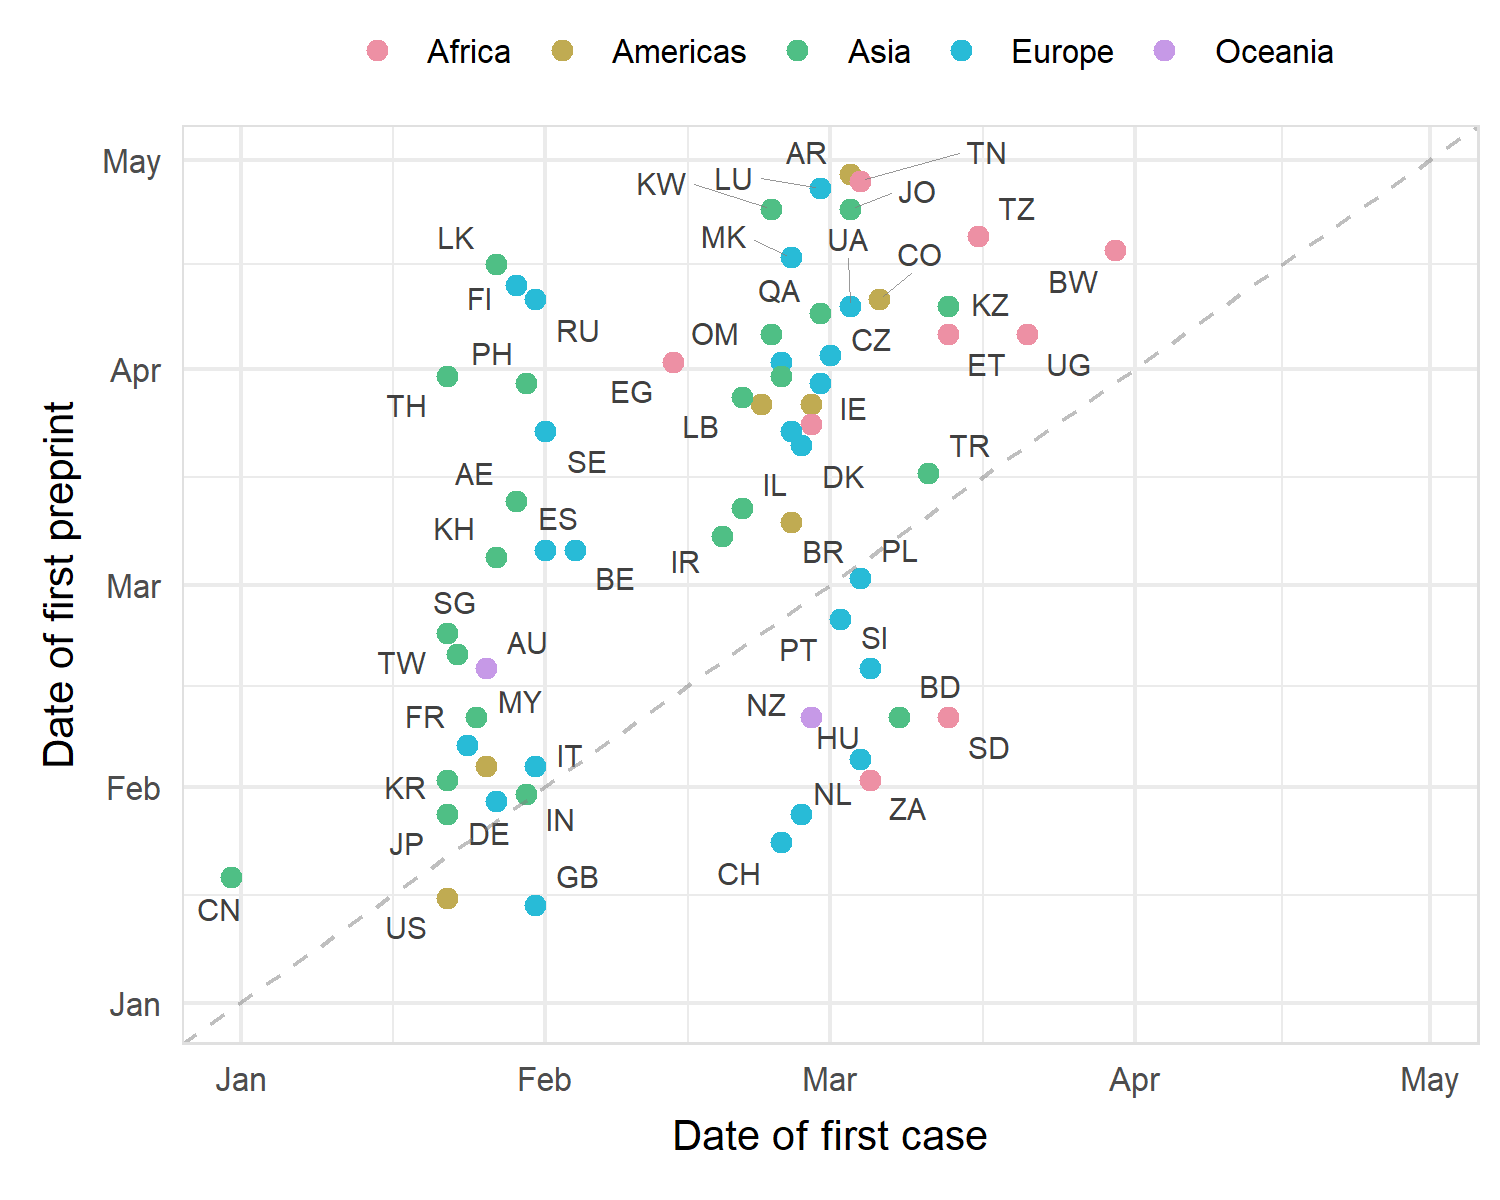 Africa Americas Asia Europe Oceania
Date of first preprint
May
Apr
Mar
Feb
Jan
AR
TN
LU
KW
JO
TZ
LK
MK
UA
CO
BW
FI
QA
KZ
RU
OM
CZ
PH
ET
UG
EG
TH
IE
LB
TR
SE
AE
IL
DK
ES
KH
IR
BR
PL
BE
SG
AU
SI
TW
PT
MY
BD
FR
NZ
HU
SD
IT
KR
NL
ZA
IN
DE
JP
CH
GB
CN
US
Jan Feb Mar Apr May
Date of first case